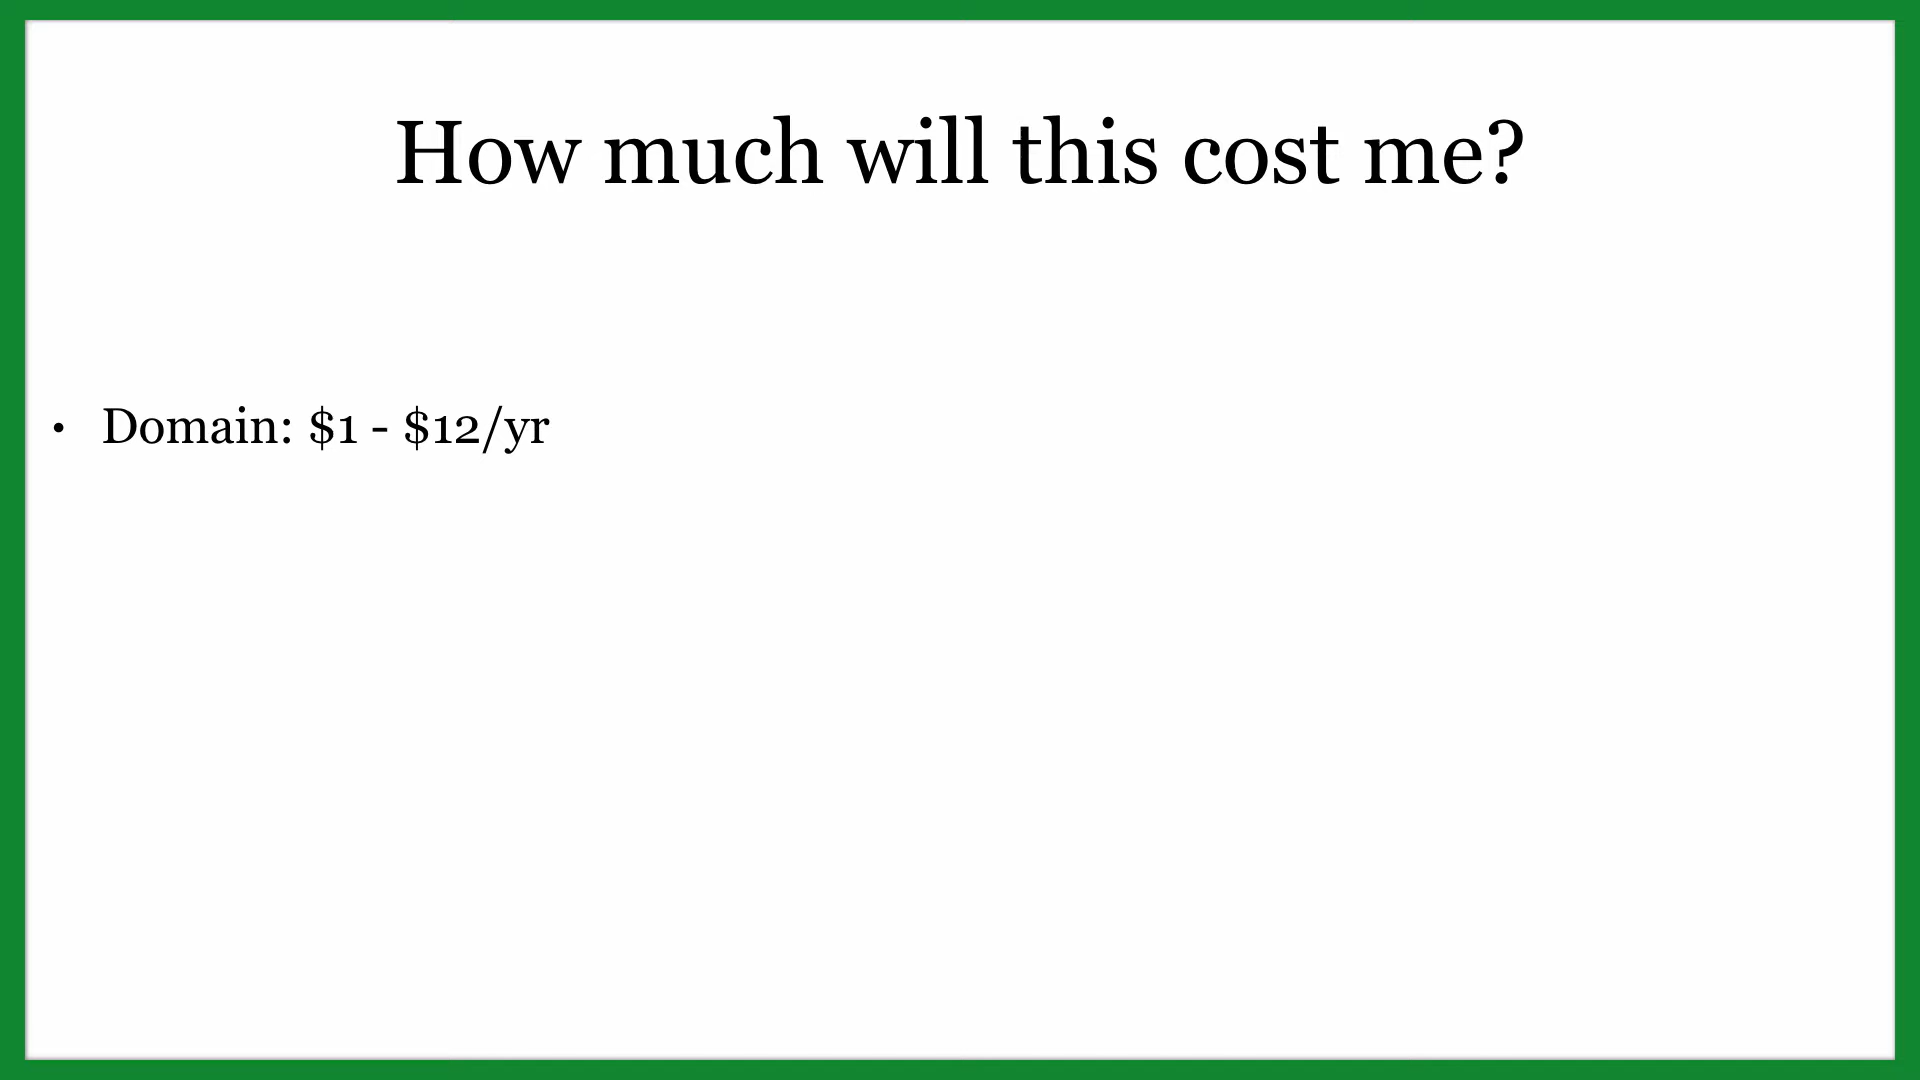 How much will this cost me?
• Domain: $1 - $12/yr